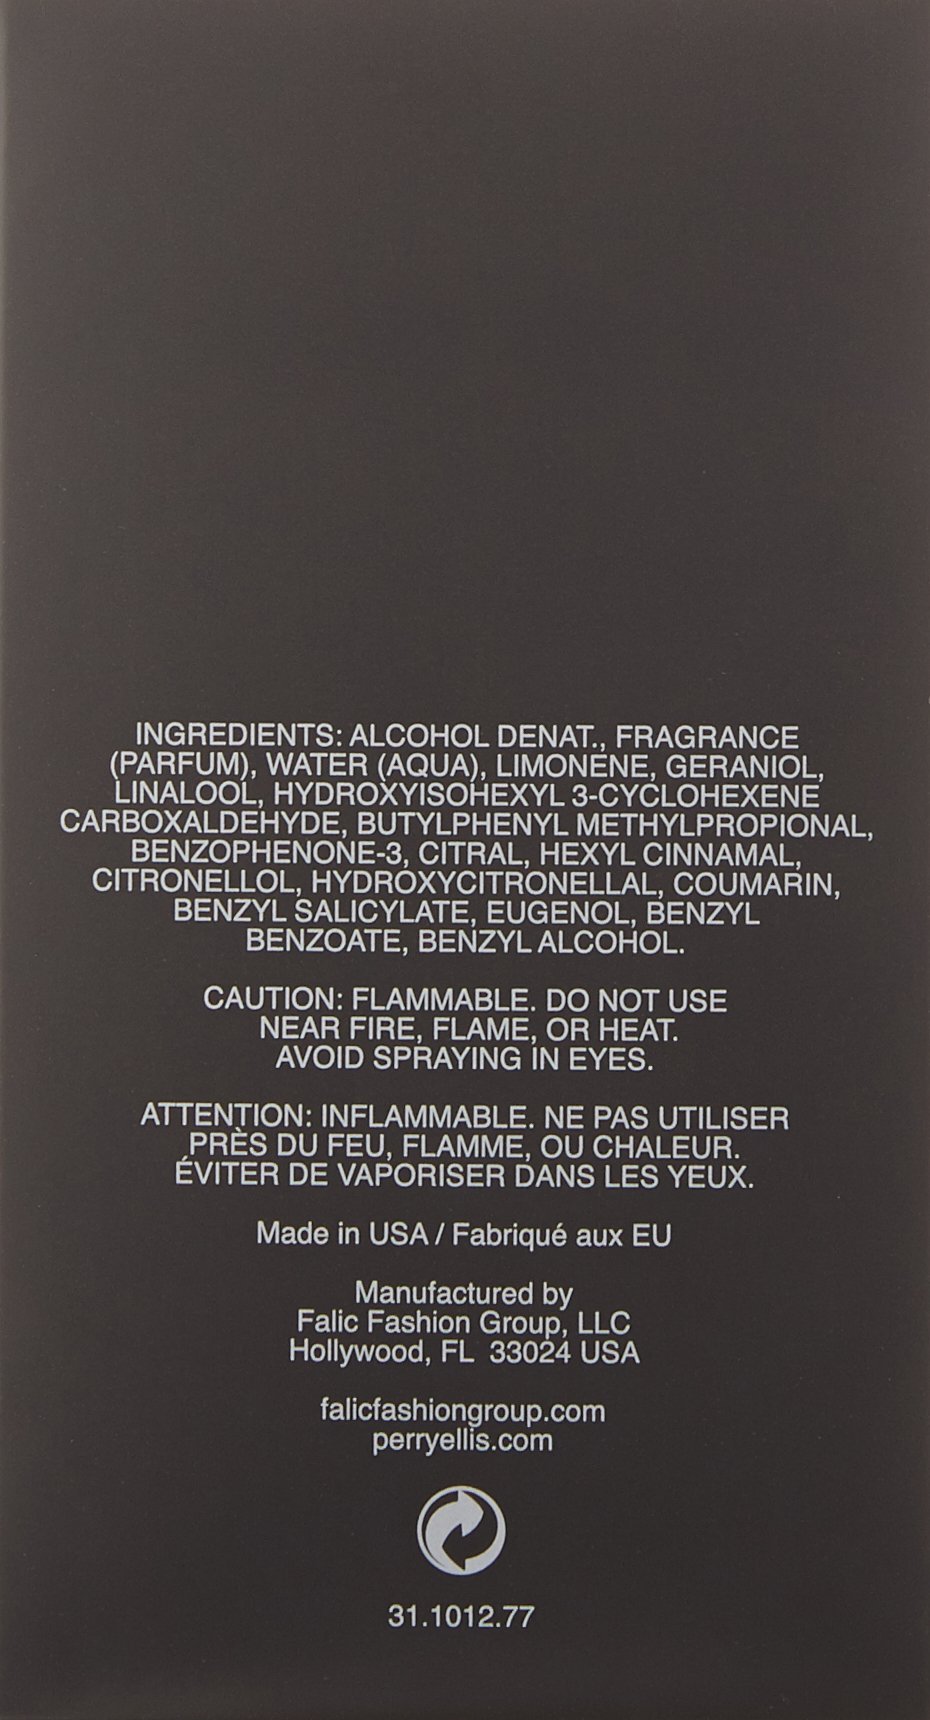 INGREDIENTS: ALCOHOL DENAT., FRAGRANCE
(PARFUM), WATER (AQUA), LIMONENE, GERANIOL,
LINALOOL, HYDROXYISOHEXYL 3-CYCLOHEXENE
CARBOXALDEHYDE, BUTYLPHENYL METHYLPROPIONAL,
BENZOPHENONE-3, CITRAL, HEXYL CINNAMAL,
CITRONELLOL, HYDROXYCITRONELLAL, COUMARIN,
BENZYL SALICYLATE, EUGENOL, BENZYL
BENZOATE, BENZYL ALCOHOL.
CAUTION: FLAMMABLE. DO NOT USE
NEAR FIRE, FLAME, OR HEAT.
AVOID SPRAYING IN EYES.
ATTENTION: INFLAMMABLE. NE PAS UTILISER
PRÈS DU FEU, FLAMME, OU CHALEUR.
ÉVITER DE VAPORISER DANS LES YEUX.
Made in USA / Fabriqué aux EU
Manufactured by
Falic Fashion Group, LLC
Hollywood, FL 33024 USA
falicfashiongroup.com
perryellis.com
31.1012.77